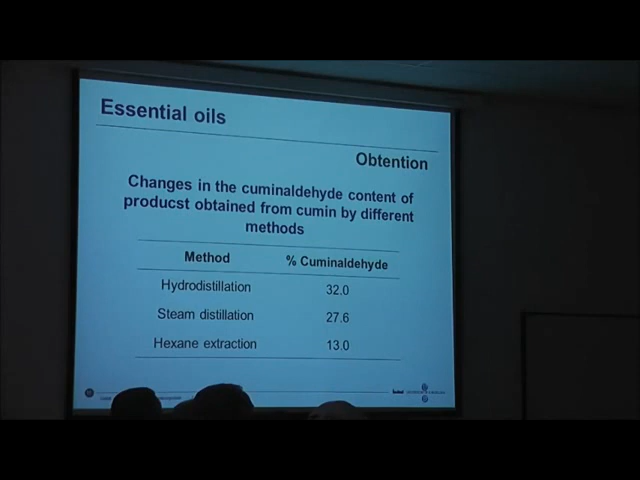 Essential oils
Obtention
Changes in the cuminaldehyde content of
producst obtained from cumin by different
methods
Method % Cuminaldehyde
Hydrodistillation 32.0
Steam distillation 27.6
Hexane extraction 13.0